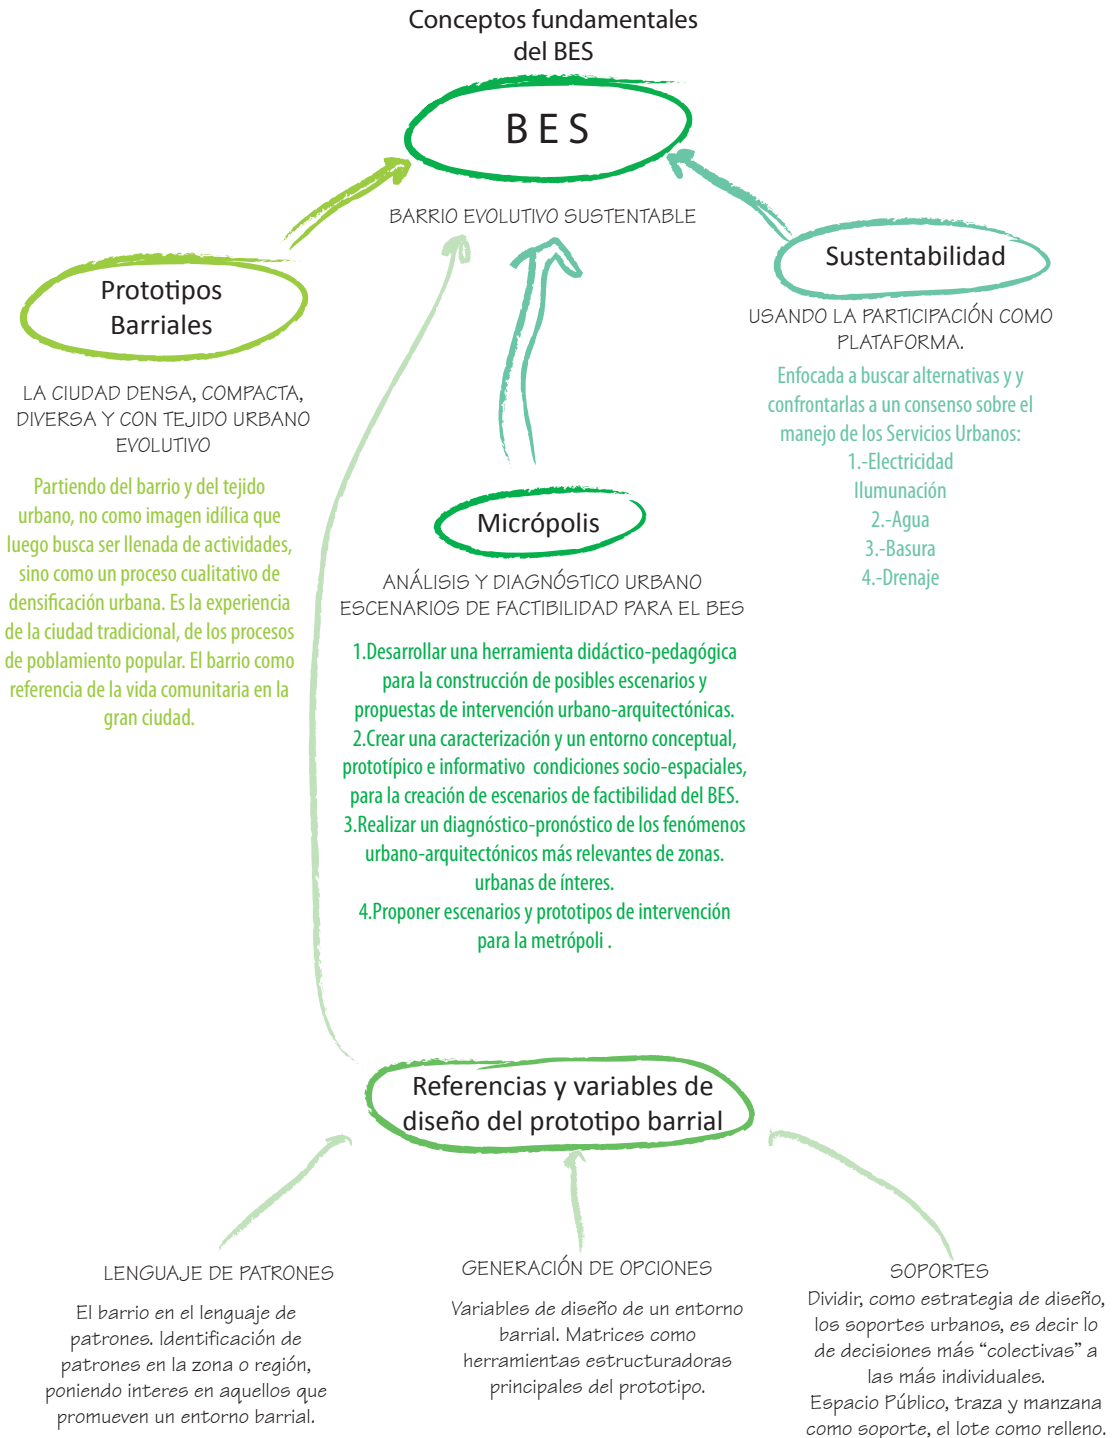 Conceptos fundamentales
del BES
B E S
BARRIO EVOLUTIVO SUSTENTABLE
Prototipos
Barriales
LA CIUDAD DENSA, COMPACTA,
DIVERSA Y CON TEJIDO URBANO
EVOLUTIVO
Partiendo del barrio y del tejido
urbano, no como imagen idílica que
luego busca ser llenada de actividades,
sino como un proceso cualitativo de
densificación urbana. Es la experiencia
de la ciudad tradicional, de los procesos
de poblamiento popular. El barrio como
referencia de la vida comunitaria en la
gran ciudad.
Micrópolis
ANÁLISIS Y DIAGNÓSTICO URBANO
ESCENARIOS DE FACTIBILIDAD PARA EL BES
1.Desarrollar una herramienta didáctico-pedagógica
para la construcción de posibles escenarios y
propuestas de intervención urbano-arquitectónicas.
2.Crear una caracterización y un entorno conceptual,
prototípico e informativo condiciones socio-espaciales,
para la creación de escenarios de factibilidad del BES.
3.Realizar un diagnóstico-pronóstico de los fenómenos
urbano-arquitectónicos más relevantes de zonas.
urbanas de ínteres.
4.Proponer escenarios y prototipos de intervención
para la metrópoli .
Sustentabilidad
USANDO LA PARTICIPACIÓN COMO
PLATAFORMA.
Enfocada a buscar alternativas y y
confrontarlas a un consenso sobre el
manejo de los Servicios Urbanos:
1.-Electricidad
Ilumunación
2.-Agua
3.-Basura
4.-Drenaje
Referencias y variables de
diseño del prototipo barrial
LENGUAJE DE PATRONES
El barrio en el lenguaje de
patrones. Identificación de
patrones en la zona o región,
poniendo interes en aquellos que
promueven un entorno barrial.
GENERACIÓN DE OPCIONES
Variables de diseño de un entorno
barrial. Matrices como
herramientas estructuradoras
principales del prototipo.
SOPORTES
Dividir, como estrategia de diseño,
los soportes urbanos, es decir lo
de decisiones más “colectivas” a
las más individuales.
Espacio Público, traza y manzana
como soporte, el lote como relleno.